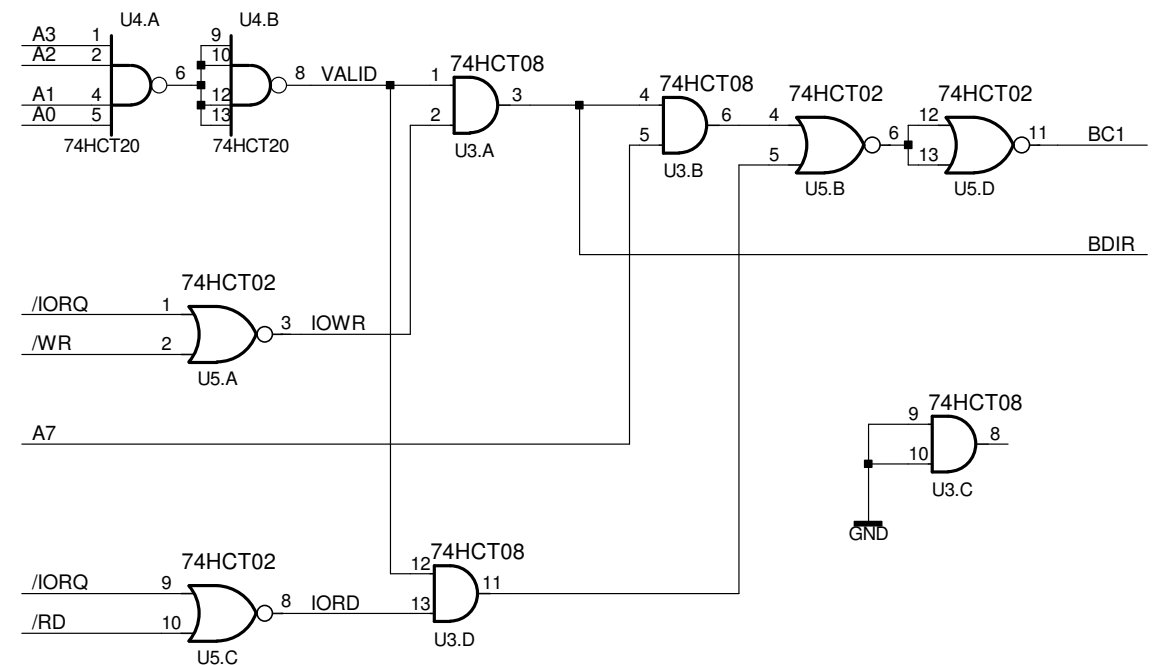 U4.A
U4.B
A3 1
A2 2
A1 4
A0 5
6
9
10
12
13
8 VALID
74HCT20
74HCT20
74HCT08
1
2
3
U3.A
74HCT08
4
5
6
U3.B
74HCT02
4
5
6
U5.B
74HCT02
12
13
11 BC1
U5.D
BDIR
74HCT02
/IORQ 1
/WR 2
3 IOWR
U5.A
A7
74HCT08
9
10
8
U3.C
GND
74HCT02
/IORQ 9
/RD 10
8 IORD
U5.C
74HCT08
12
13
11
U3.D